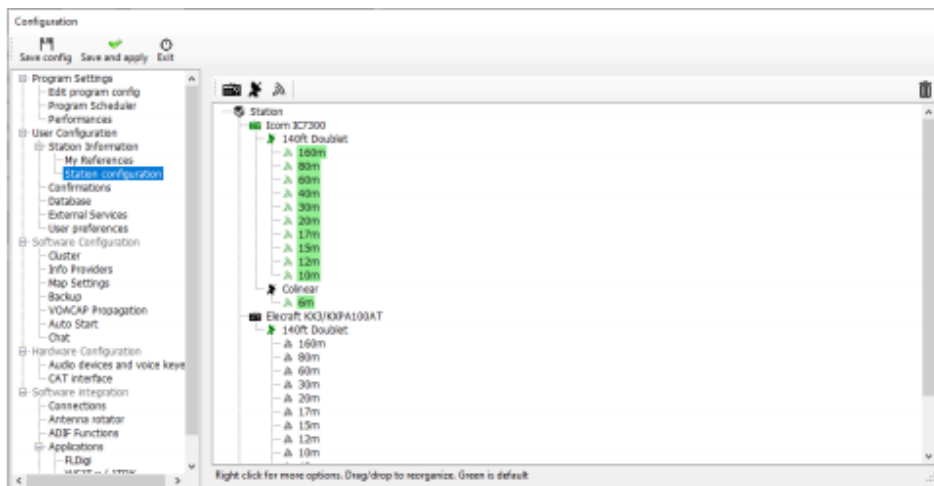 Configuration
Save config Save and apply Exit
Program Settings
Edit program config
Program Scheduler
Performances
User Configuration
Station Information
My References
Station configuration
Confirmations
Database
External Services
User preferences
Software Configuration
Cluster
Info Providers
Map Settings
Backup
VOACAP Propagation
Auto Start
Chat
Hardware Configuration
Audio devices and voice keye
CAT interface
Software integration
Connections
Antenna rotator
ADIF Functions
Applications
FLDigi
Station
Icom IC7300
140ft Doublet
160m
80m
60m
40m
30m
20m
17m
15m
12m
10m
Colinear
6m
Elecraft KX3/KXPA100AT
140ft Doublet
160m
80m
60m
30m
20m
17m
15m
12m
10m
Right click for more options. Drag/drop to reorganize. Green is default